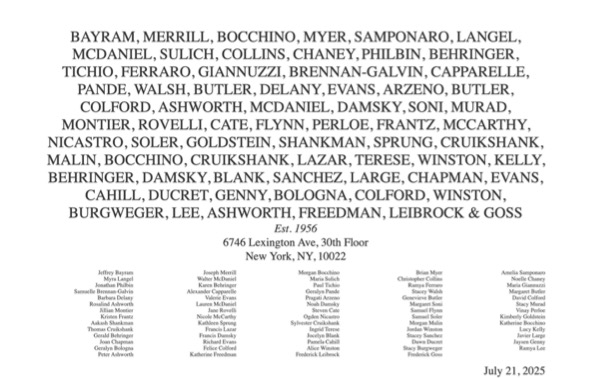 BAYRAM, MERRILL, BOCCHINO, MYER, SAMPONARO, LANGEL,
MCDANIEL, SULICH, COLLINS, CHANEY, PHILBIN, BEHRINGER,
TICHIO, FERRARO, GIANNUZZI, BRENNAN-GALVIN, CAPPARELLE,
PANDE, WALSH, BUTLER, DELANY, EVANS, ARZENO, BUTLER,
COLFORD, ASHWORTH, MCDANIEL, DAMSKY, SONI, MURAD,
MONTIER, ROVELLI, CATE, FLYNN, PERLOE, FRANTZ, MCCARTHY,
NICASTRO, SOLER, GOLDSTEIN, SHANKMAN, SPRUNG, CRUIKSHANK,
MALIN, BOCCHINO, CRUIKSHANK, LAZAR, TERESE, WINSTON, KELLY,
BEHRINGER, DAMSKY, BLANK, SANCHEZ, LARGE, CHAPMAN, EVANS,
CAHILL, DUCRET, GENNY, BOLOGNA, COLFORD, WINSTON,
BURGWEGER, LEE, ASHWORTH, FREEDMAN, LEIBROCK & GOSS
Est. 1956
6746 Lexington Ave, 30th Floor
New York, NY, 10022
Jeffrey Bayram Joseph Merrill Morgan Bocchino Brian Myer Amelia Samponaro
Myra Langel Walter McDaniel Maria Sulich Christopher Collins Noelle Chaney
Jonathan Philbin Karen Behringer Paul Tichio Ramya Ferraro Maria Giannuzzi
Samuelle Brennan Galvin Alexander Capparelle Geralyn Pande Stacey Walsh Margaret Butler
Barbara Delany Valerie Evans Pragati Arzeno Genevieve Butler David Colford
Rosalind Ashworth Lauren McDaniel Noah Damsky Margaret Soni Stacy Murad
Jillian Montier Jane Rovelli Steven Cate Samuel Flynn Vinay Perloe
Kristen Frantz Nicole McCarthy Ogden Nicastro Samuel Soler Kimberly Goldstein
Aakash Shankman Kathleen Sprung Sylvester Cruikshank Morgan Malin Katherine Bocchino
Thomas Cruikshank Francis Lazar Ingrid Terese Jordan Winston Lucy Kelly
Gerald Behringer Francis Damsky Jocelyn Blank Stacey Sanchez Javier Large
Joan Chapman Richard Evans Pamela Cahill Dawn Ducret Jaysen Genny
Geralyn Bologna Felice Colford Alice Winston Stacy Burgweger Ramya Lee
Peter Ashworth Katherine Freedman Frederick Leibrock Frederick Goss
July 21, 2025